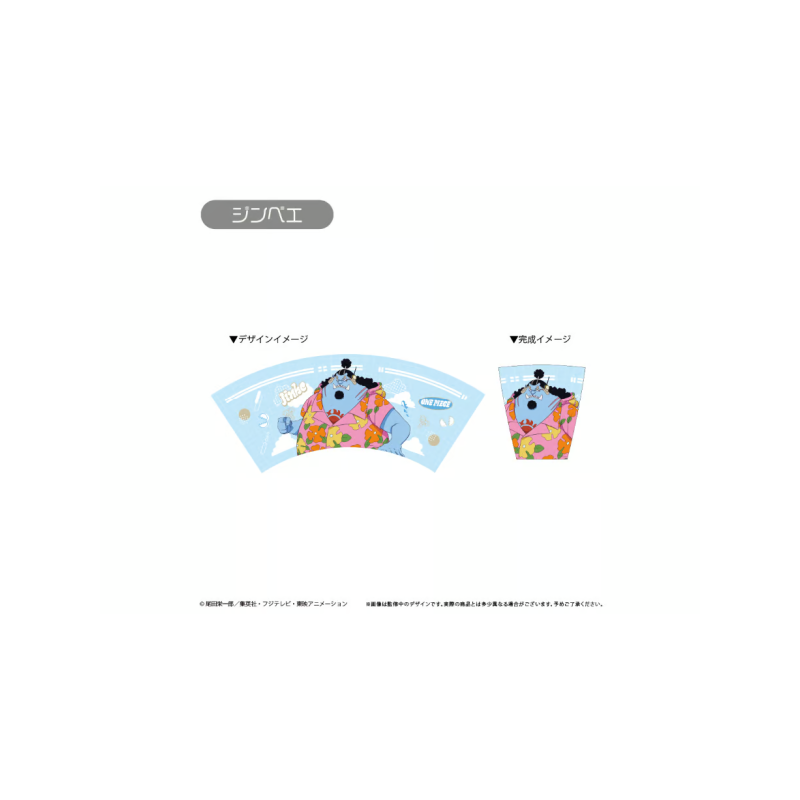 ジンベエ
▼デザインイメージ
▼完成イメージ
Jinbe
ONE PIECE
© 尾田栄一郎/集英社・フジテレビ・東映アニメーション
※画像は監修中のデザインです。実際の商品とは多少異なる場合がございます。予めご了承ください。